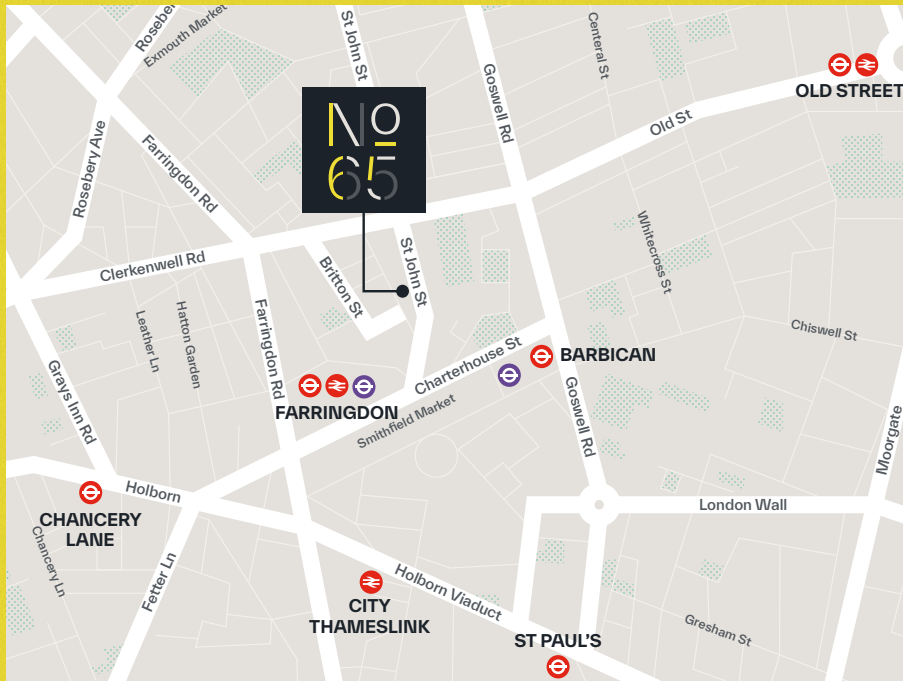 Roseber
Exmouth Market
St John St
Centeral St
Goswell Rd
OLD STREET
Old St
Nº
65
Rosebery Ave
Farringdon Rd
Clerkenwell Rd
Britton St
St John St
Whitecross St
Leather Ln
Hatton Garden
Farringdon Rd
Chiswell St
Charterhouse St
BARBICAN
Grays Inn Rd
FARRINGDON
Smithfield Market
Goswell Rd
Moorgate
Holborn
London Wall
CHANCERY
LANE
Chancery Ln
Fetter Ln
Holborn Viaduct
CITY
THAMESLINK
ST PAUL'S
Gresham St